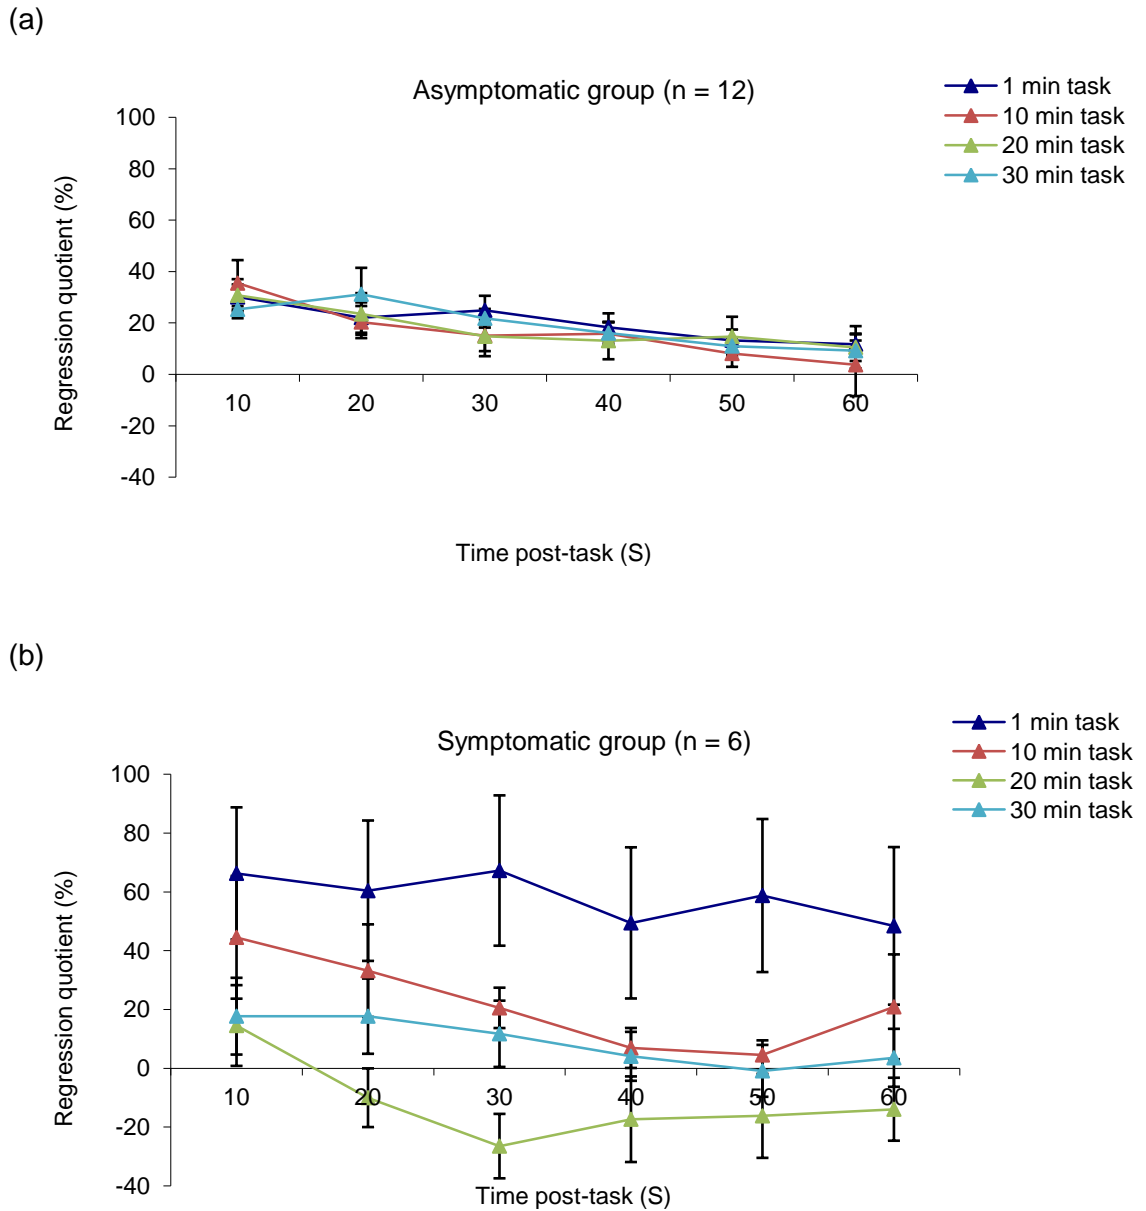 (a)
Asymptomatic group (n = 12)
1 min task
10 min task
20 min task
30 min task
Regression quotient (%)
100
80
60
40
20
0
-20
-40
10 20 30 40 50 60
Time post-task (S)
(b)
Symptomatic group (n = 6)
1 min task
10 min task
20 min task
30 min task
Regression quotient (%)
100
80
60
40
20
0
-20
-40
10 20 30 40 50 60
Time post-task (S)